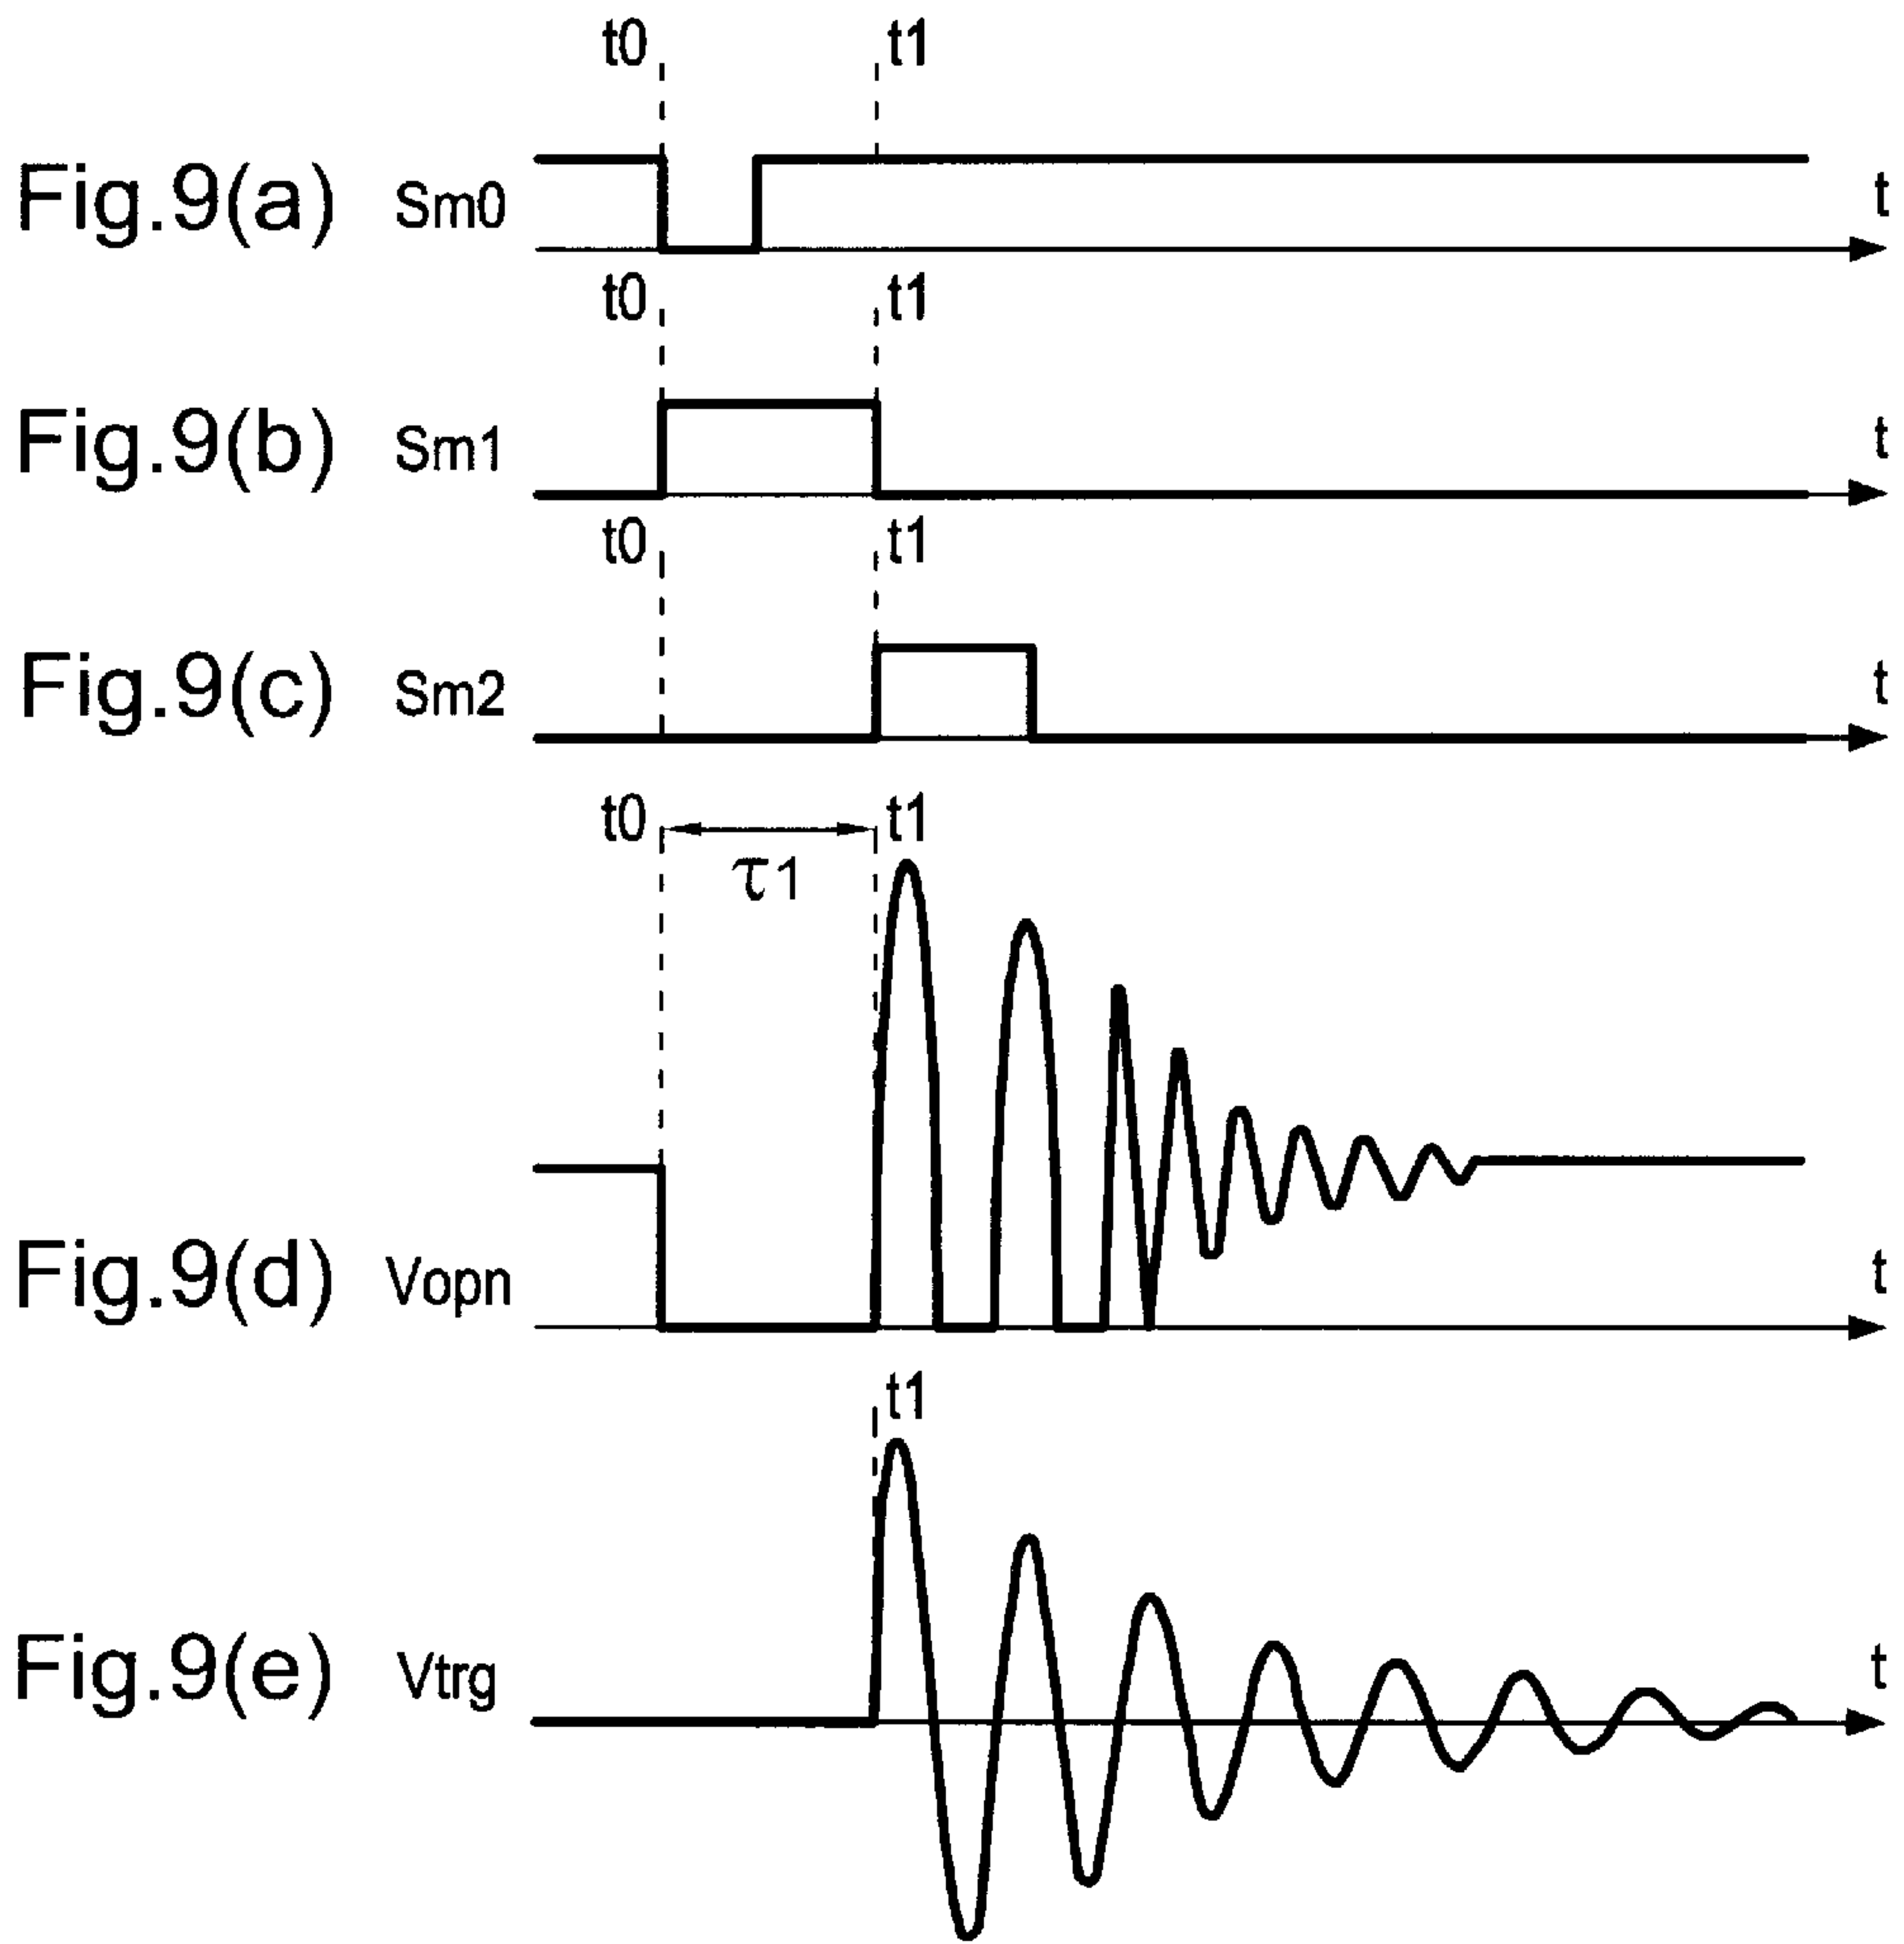 t0 t1
Fig.9(a) Sm0 t
t0 t1
Fig.9(b) Sm1 t
t0 t1
Fig.9(c) Sm2 t
t0 t1
τ1
Fig.9(d) Vopn t
t1
Fig.9(e) Vtrg t